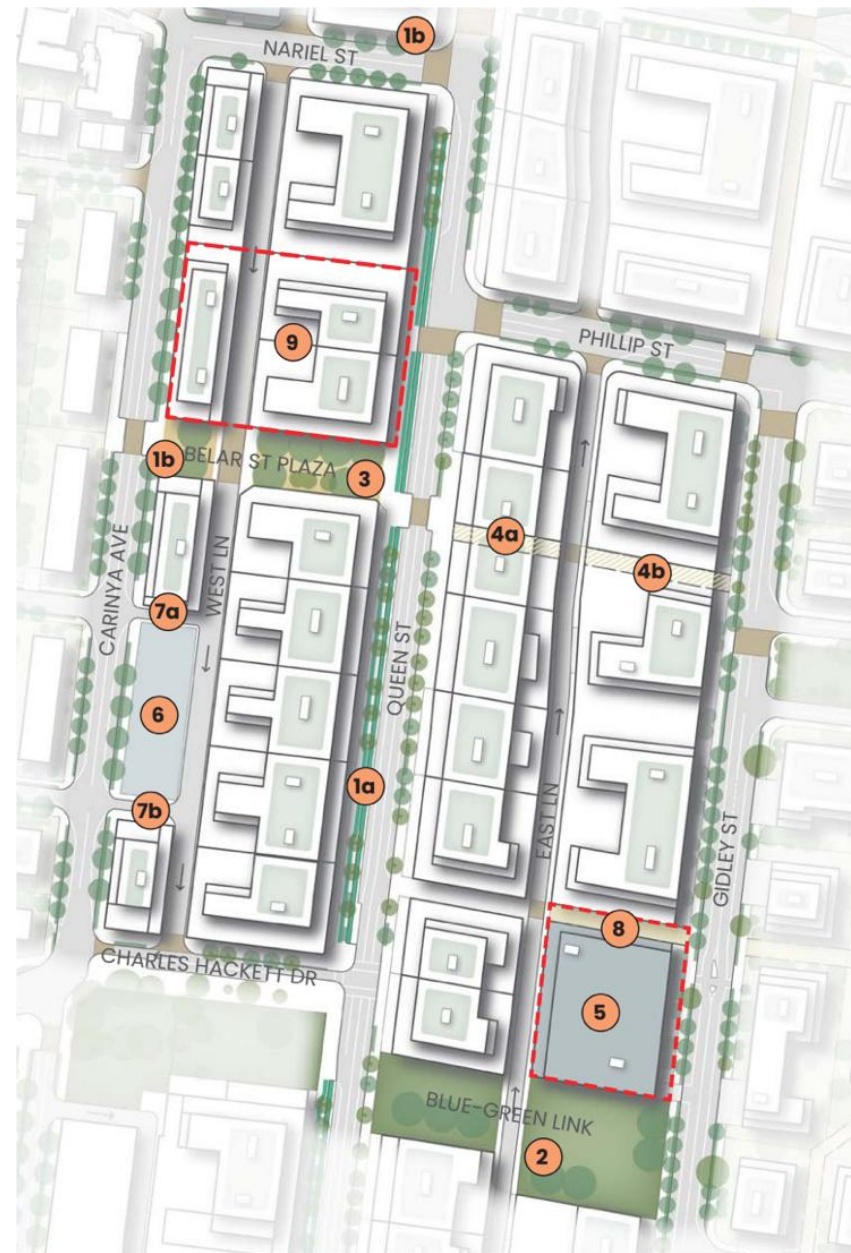 1b
NARIEL ST
PHILLIP ST
9
1b
BELAR ST PLAZA
3
4a
4b
CARINYA AVE
WEST LN
7a
QUEEN ST
6
1a
7b
EAST LN
GIDLEY ST
8
CHARLES HACKETT DR
5
BLUE-GREEN LINK
2